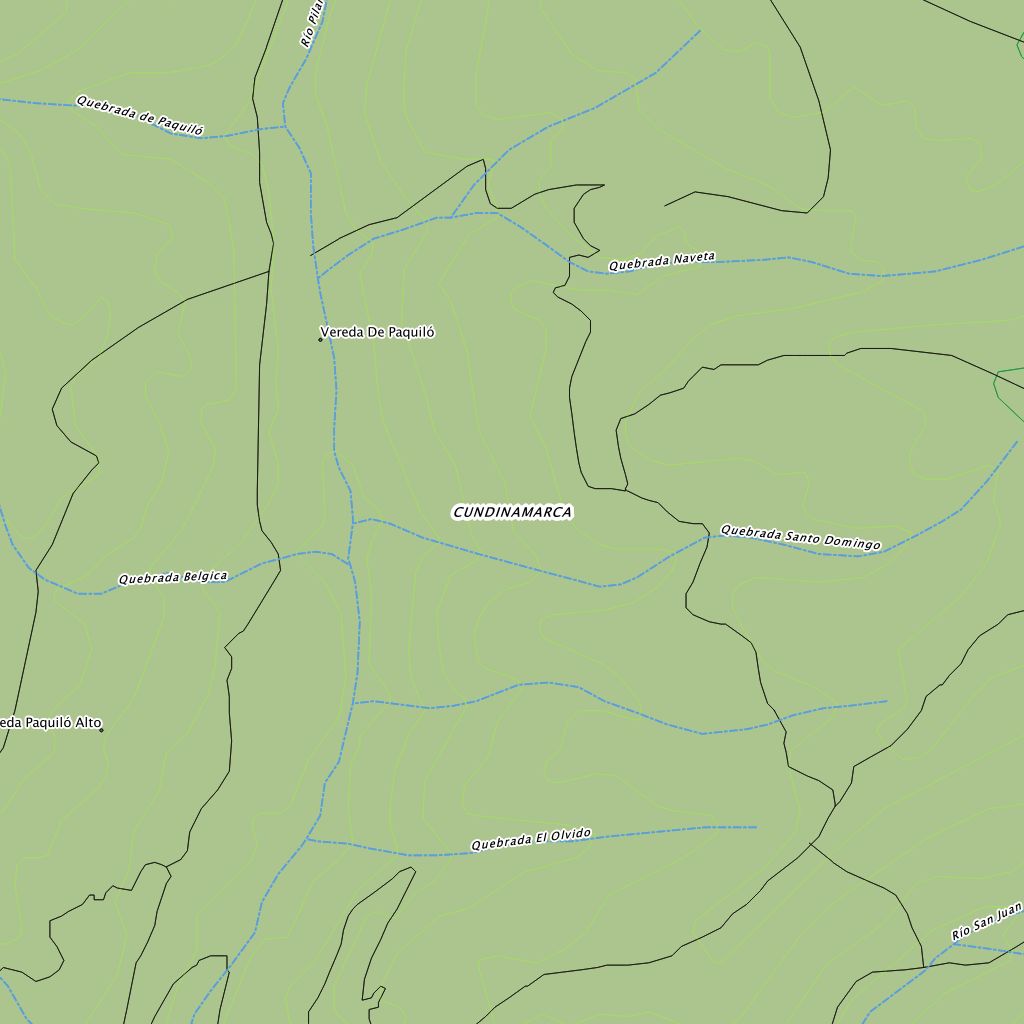 Río Pilar
Quebrada de Paquiló
Quebrada Naveta
Vereda De Paquiló
CUNDINAMARCA
Quebrada Santo Domingo
Quebrada Belgica
eda Paquiló Alto
Quebrada El Olvido
Río San Juan